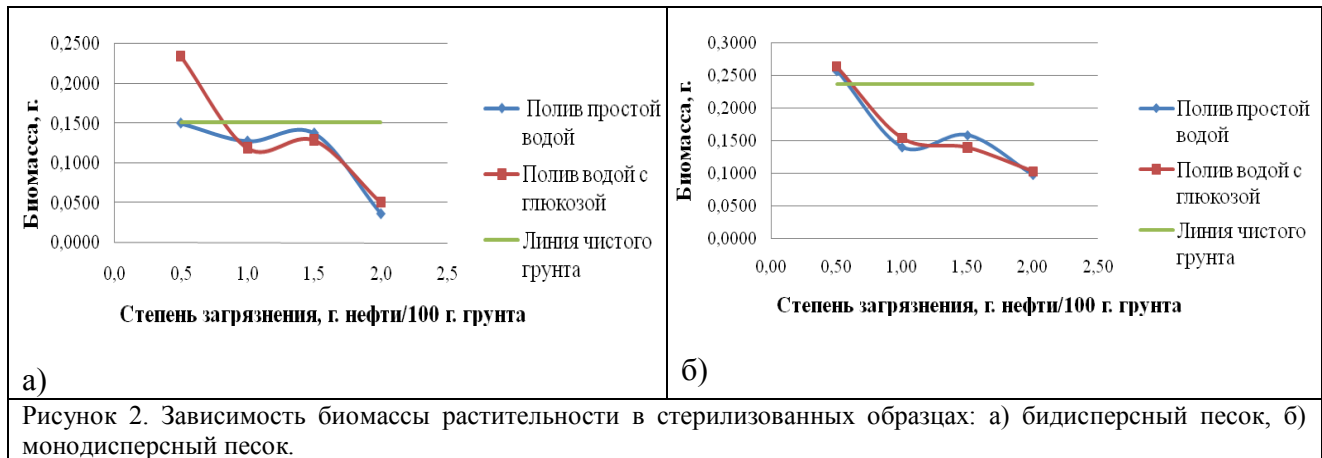 0,2500
0,2000
0,1500
0,1000
0,0500
0,0000
Биомасса, г.
0,0
0,5
1,0
1,5
2,0
2,5
Степень загрязнения, г. нефти/100 г. грунта
Полив простой
водой
Полив водой с
глюкозой
Линия чистого
грунта
а)
0,3000
0,2500
0,2000
0,1500
0,1000
0,0500
0,0000
Биомасса, г.
0,00
0,50
1,00
1,50
2,00
2,50
Степень загрязнения, г. нефти/100 г. грунта
Полив простой
водой
Полив водой с
глюкозой
Линия чистого
грунта
б)
Рисунок 2. Зависимость биомассы растительности в стерилизованных образцах: а) бидисперсный песок, б)
монодисперсный песок.